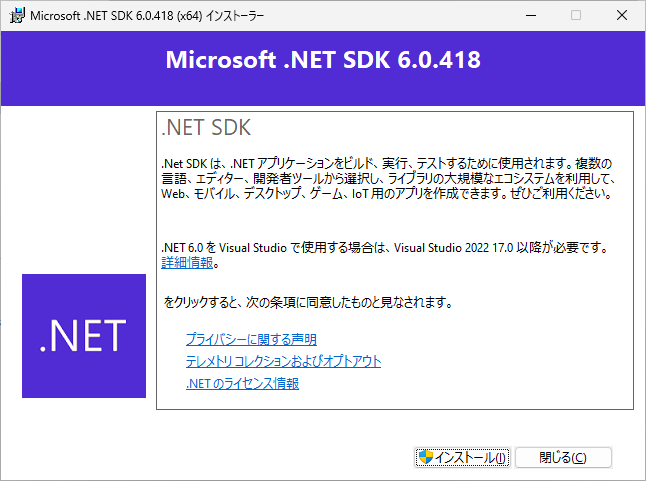 Microsoft .NET SDK 6.0.418 (x64) インストーラー
Microsoft .NET SDK 6.0.418
.NET SDK
.Net SDK は、.NET アプリケーションをビルド、実行、テストするために使用されます。複数の
言語、エディター、開発者ツールから選択し、ライブラリの大規模なエコシステムを利用して、
Web、モバイル、デスクトップ、ゲーム、IoT 用のアプリを作成できます。ぜひご利用ください。
.NET 6.0 を Visual Studio で使用する場合は、Visual Studio 2022 17.0 以降が必要です。
詳細情報。
をクリックすると、次の条項に同意したものと見なされます。
.NET
プライバシーに関する声明
テレメトリ コレクションおよびオプトアウト
.NET のライセンス情報
インストール(I)
閉じる(C)